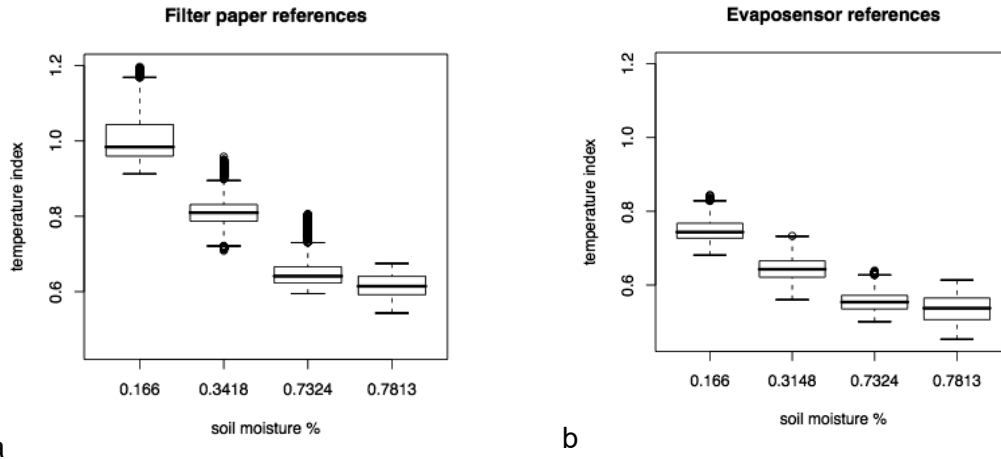 Filter paper references
temperature index
1.2
1.0
0.8
0.6
0.166 0.3418 0.7324 0.7813
soil moisture %
a
Evaposensor references
temperature index
1.2
1.0
0.8
0.6
0.166 0.3148 0.7324 0.7813
soil moisture %
b